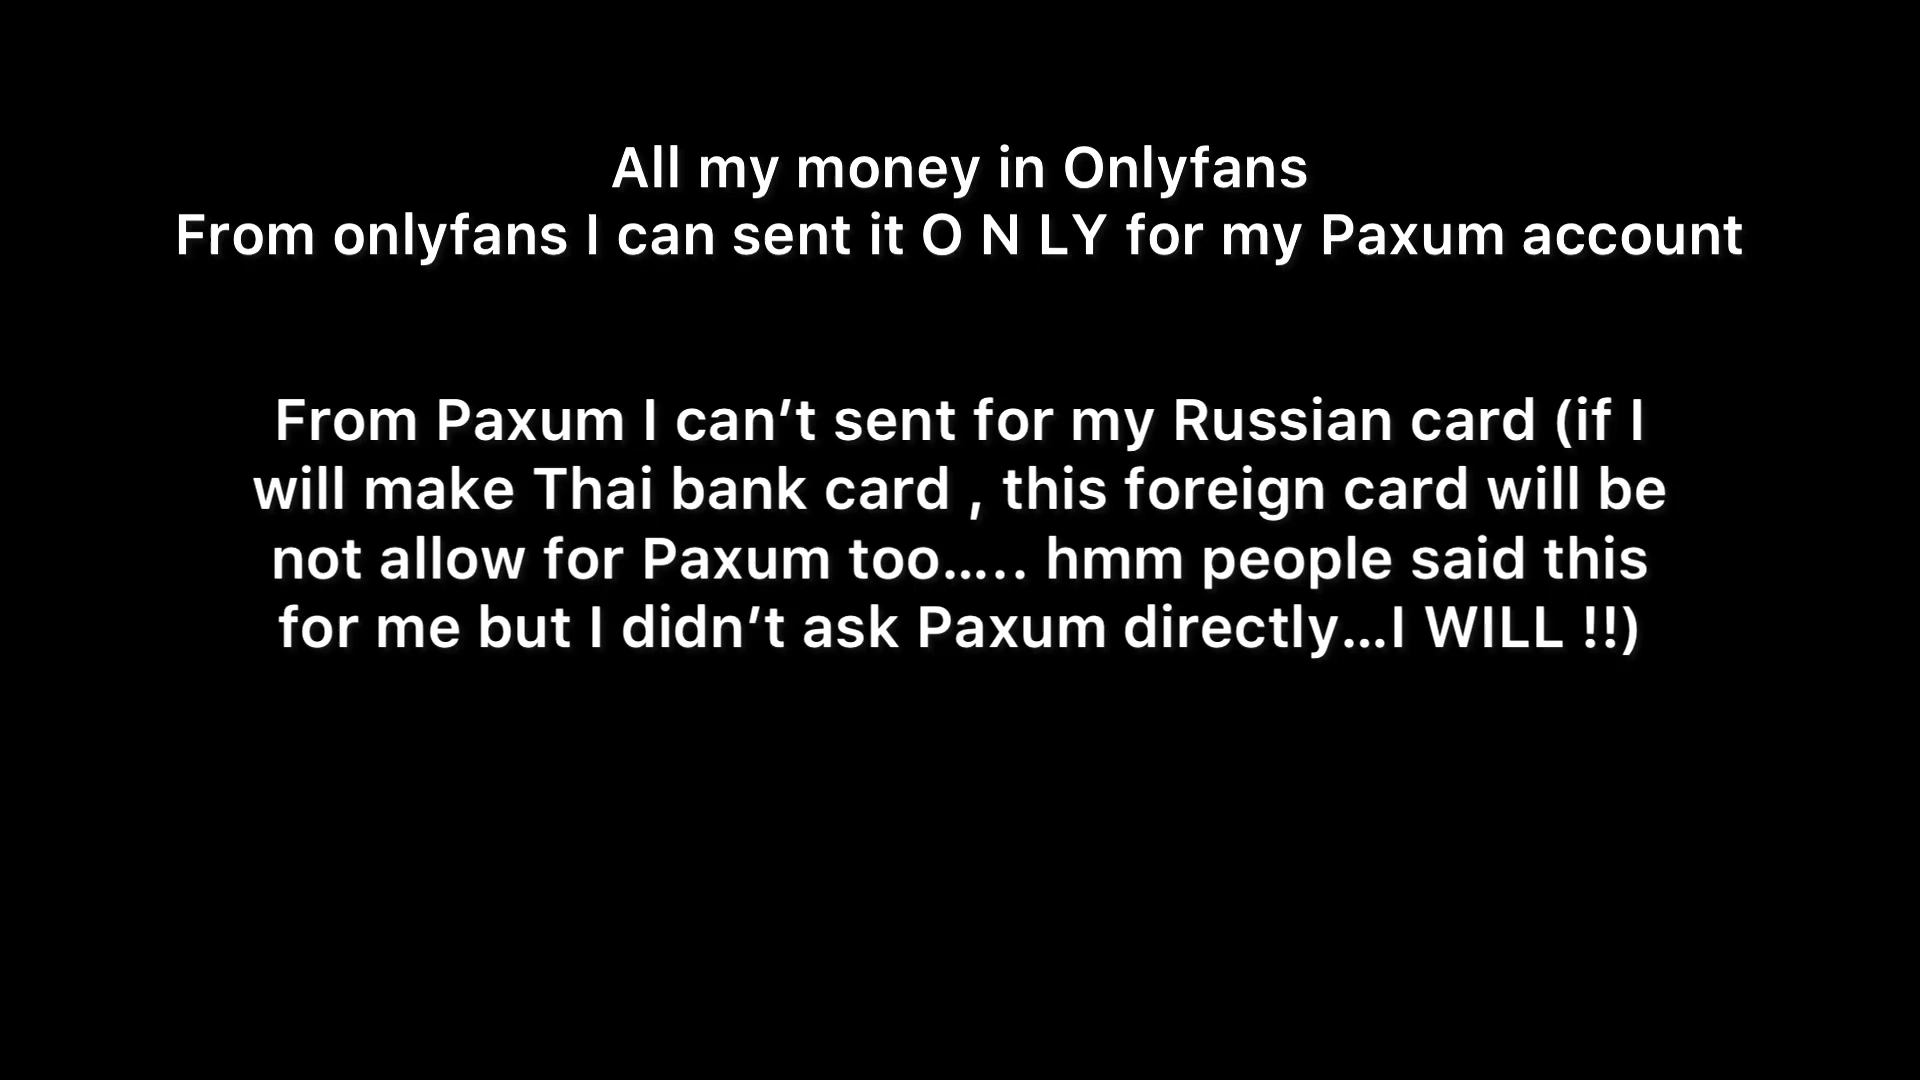 All my money in Onlyfans
From onlyfans I can sent it O N LY for my Paxum account
From Paxum I can’t sent for my Russian card (if I
will make Thai bank card , this foreign card will be
not allow for Paxum too….. hmm people said this
for me but I didn’t ask Paxum directly…I WILL !!)